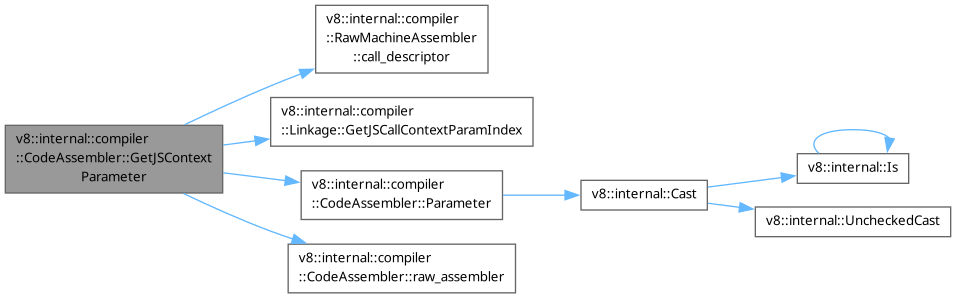 v8::internal::compiler
::CodeAssembler::GetJSContext
Parameter
v8::internal::compiler
::RawMachineAssembler
::call_descriptor
v8::internal::compiler
::Linkage::GetJSCallContextParamIndex
v8::internal::compiler
::CodeAssembler::Parameter
v8::internal::compiler
::CodeAssembler::raw_assembler
v8::internal::Cast
v8::internal::Is
v8::internal::UncheckedCast